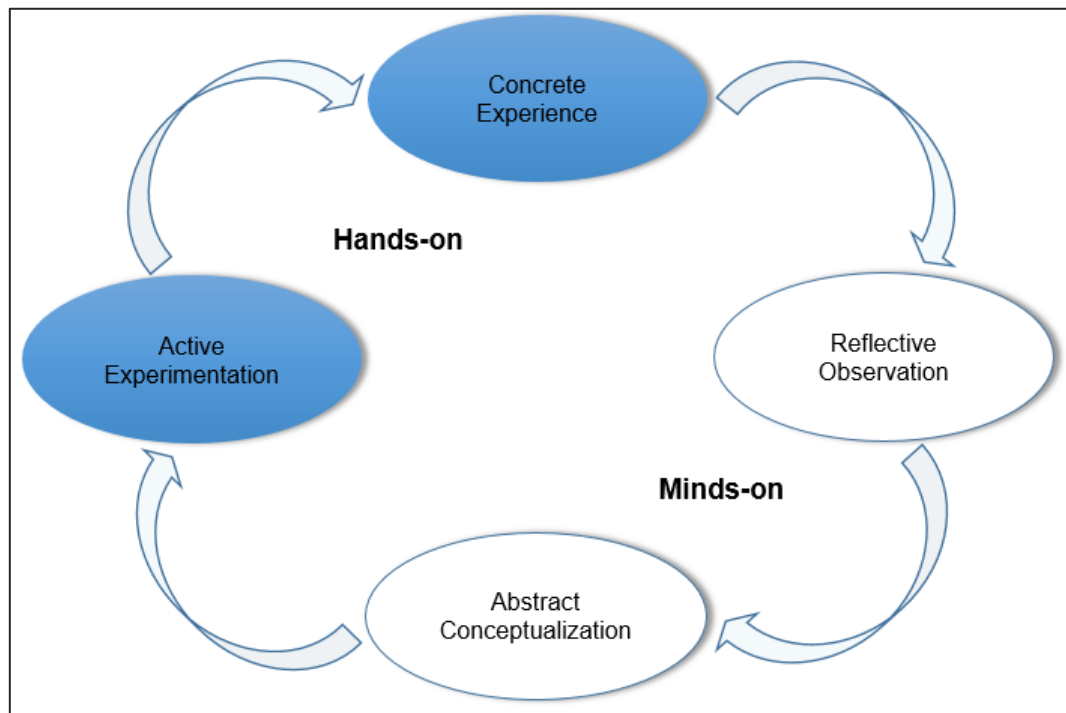 Concrete
Experience
Hands-on
Active
Experimentation
Reflective
Observation
Minds-on
Abstract
Conceptualization